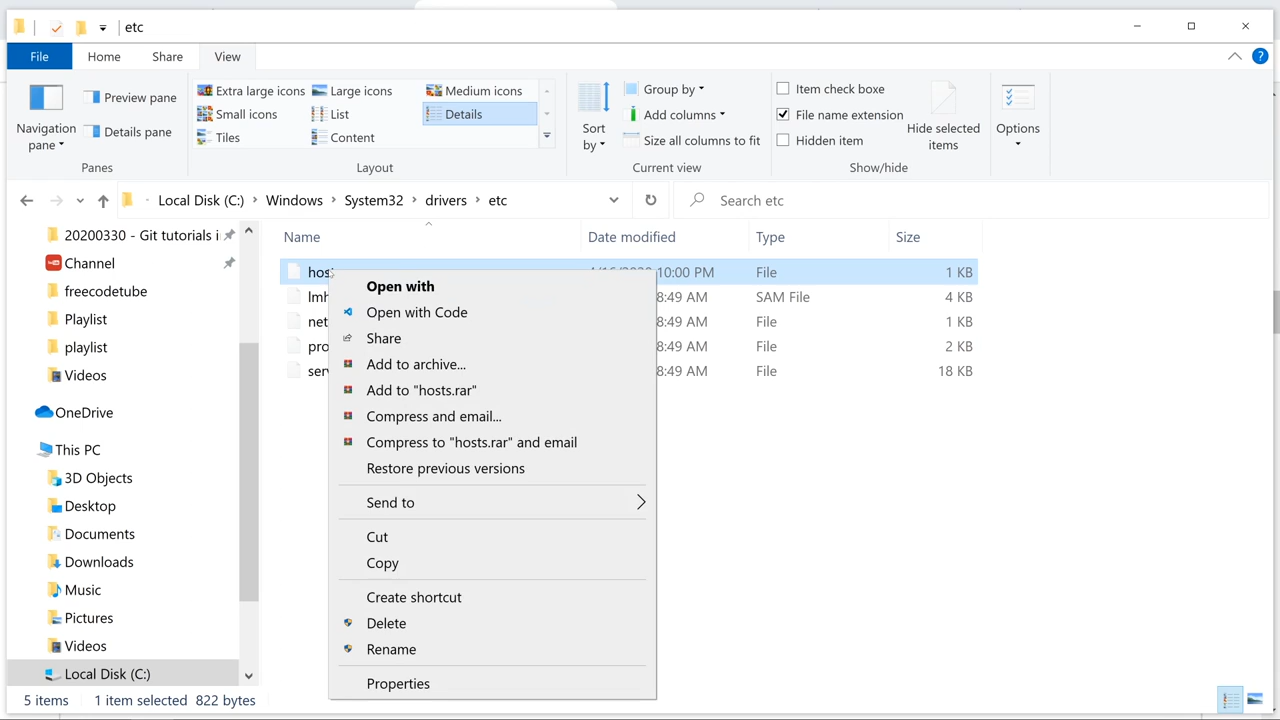 etc
File Home Share View
Navigation pane
Preview pane
Details pane
Panes
Extra large icons Large icons Medium icons
Small icons List Details
Tiles Content
Layout
Sort by
Group by
Add columns
Size all columns to fit
Current view
Item check boxe
File name extension
Hidden item
Hide selected items
Show/hide
Options
Local Disk (C:) > Windows > System32 > drivers > etc
Search etc
20200330 - Git tutorials i
Channel
freecodetube
Playlist
playlist
Videos
OneDrive
This PC
3D Objects
Desktop
Documents
Downloads
Music
Pictures
Videos
Local Disk (C:)
Name Date modified Type Size
hos 10:00 PM File 1 KB
lmh 8:49 AM SAM File 4 KB
net 8:49 AM File 1 KB
pro 8:49 AM File 2 KB
ser 8:49 AM File 18 KB
Open with
Open with Code
Share
Add to archive...
Add to "hosts.rar"
Compress and email...
Compress to "hosts.rar" and email
Restore previous versions
Send to
Cut
Copy
Create shortcut
Delete
Rename
Properties
5 items 1 item selected 822 bytes